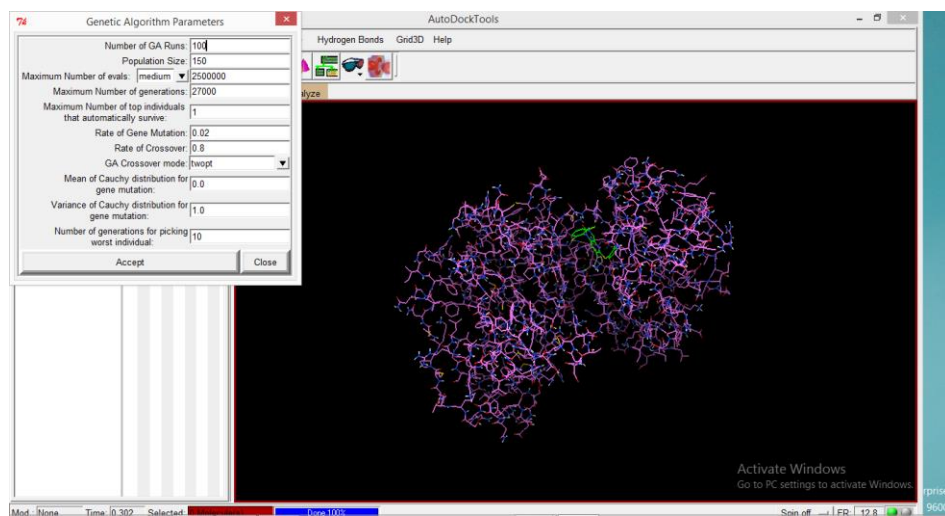 Genetic Algorithm Parameters
AutoDockTools
Number of GA Runs: 100
Population Size: 150
Maximum Number of evals: medium 2500000
Maximum Number of generations: 27000
Maximum Number of top individuals
that automatically survive: 1
Rate of Gene Mutation: 0.02
Rate of Crossover: 0.8
GA Crossover mode: twopt
Mean of Cauchy distribution for
gene mutation: 0.0
Variance of Cauchy distribution for
gene mutation: 1.0
Number of generations for picking
worst individual: 10
Accept Close
Hydrogen Bonds Grid3D Help
alyze
Activate Windows
Go to PC settings to activate Windows.
rprise
960
Mod.: None Time: 0.302 Selected: Done 100% Spin off FR: 12.8